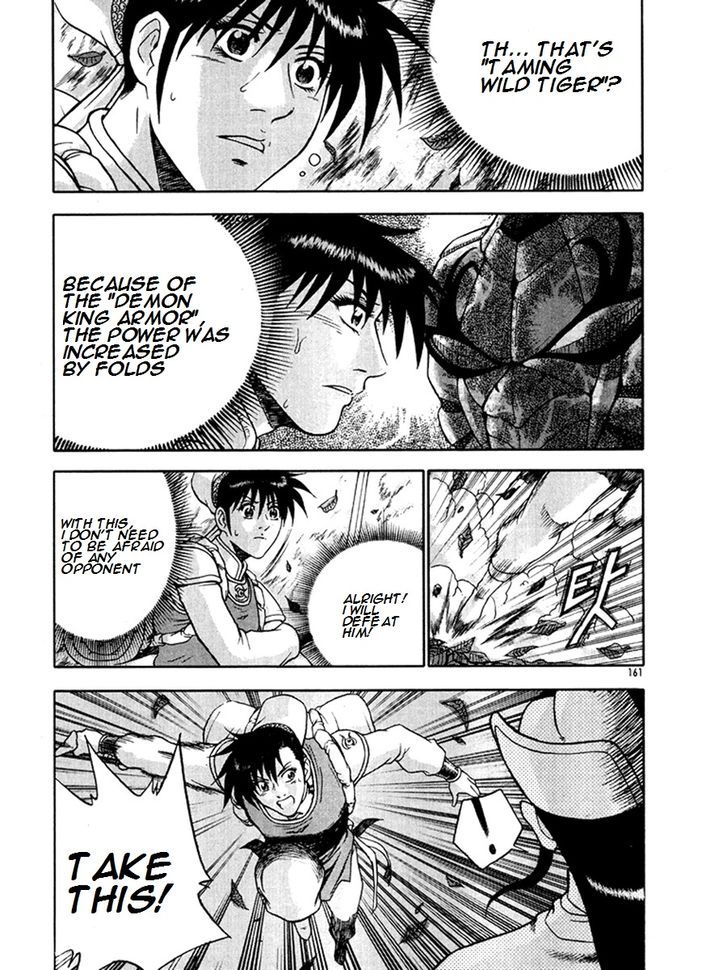 TH... THAT'S
"TAMING
WILD TIGER"?
BECAUSE OF
THE "DEMON
KING ARMOR",
THE POWER WAS
INCREASED
BY FOLDS
WITH THIS,
I DON'T NEED
TO BE AFRAID
OF ANY
OPPONENT
ALRIGHT!
I WILL
DEFEAT
HIM!
탓
161
!
TAKE
THIS!